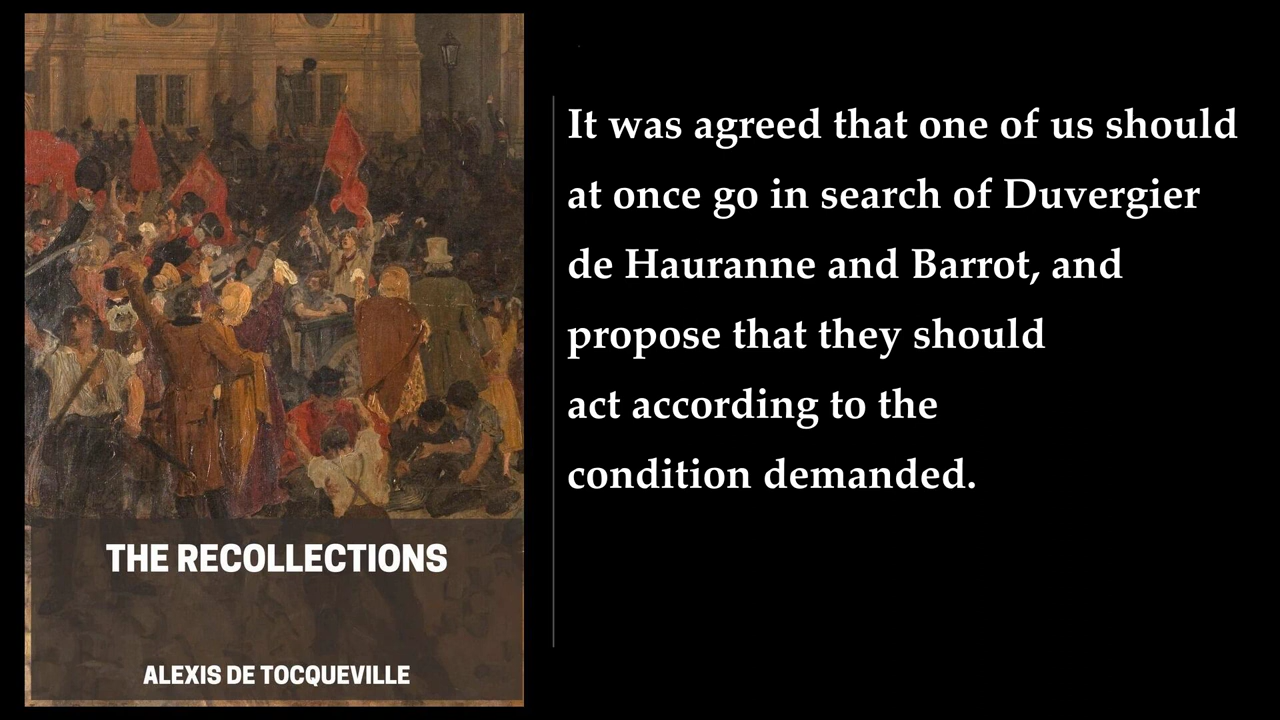 THE RECOLLECTIONS
ALEXIS DE TOCQUEVILLE
It was agreed that one of us should
at once go in search of Duvergier
de Hauranne and Barrot, and
propose that they should
act according to the
condition demanded.